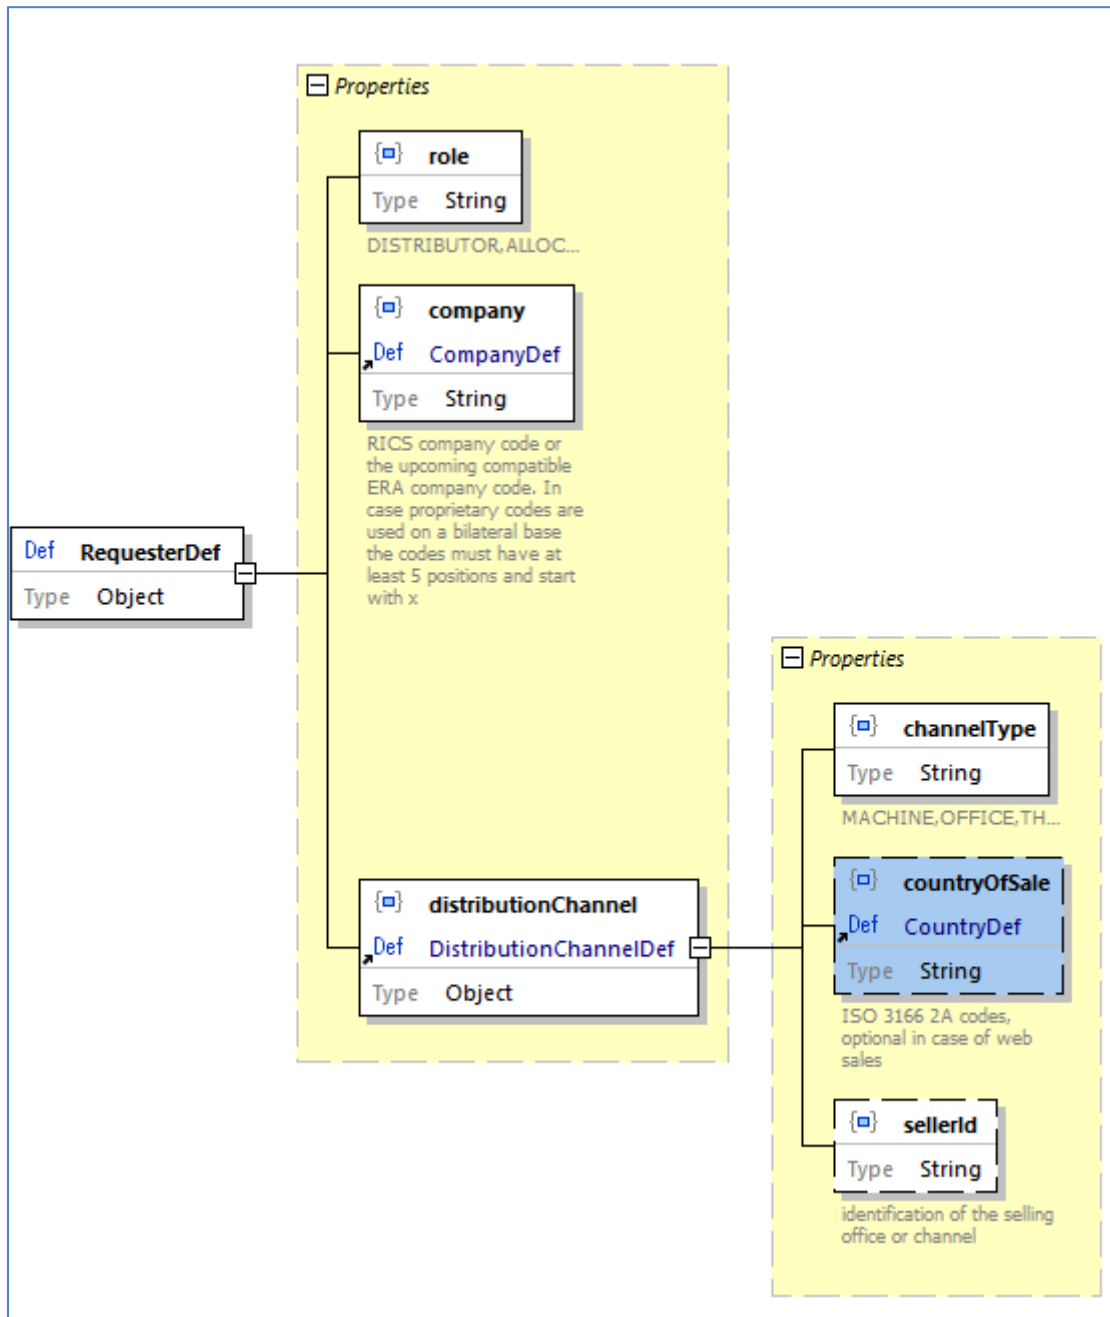 Properties
role
Type String
DISTRIBUTOR,ALLOC...
company
Def CompanyDef
Type String
RICS company code or
the upcoming compatible
ERA company code. In
case proprietary codes are
used on a bilateral base
the codes must have at
least 5 positions and start
with x
Def RequesterDef
Type Object
distributionChannel
Def DistributionChannelDef
Type Object
Properties
channelType
Type String
MACHINE,OFFICE,TH...
countryOfSale
Def CountryDef
Type String
ISO 3166 2A codes,
optional in case of web
sales
sellerId
Type String
identification of the selling
office or channel